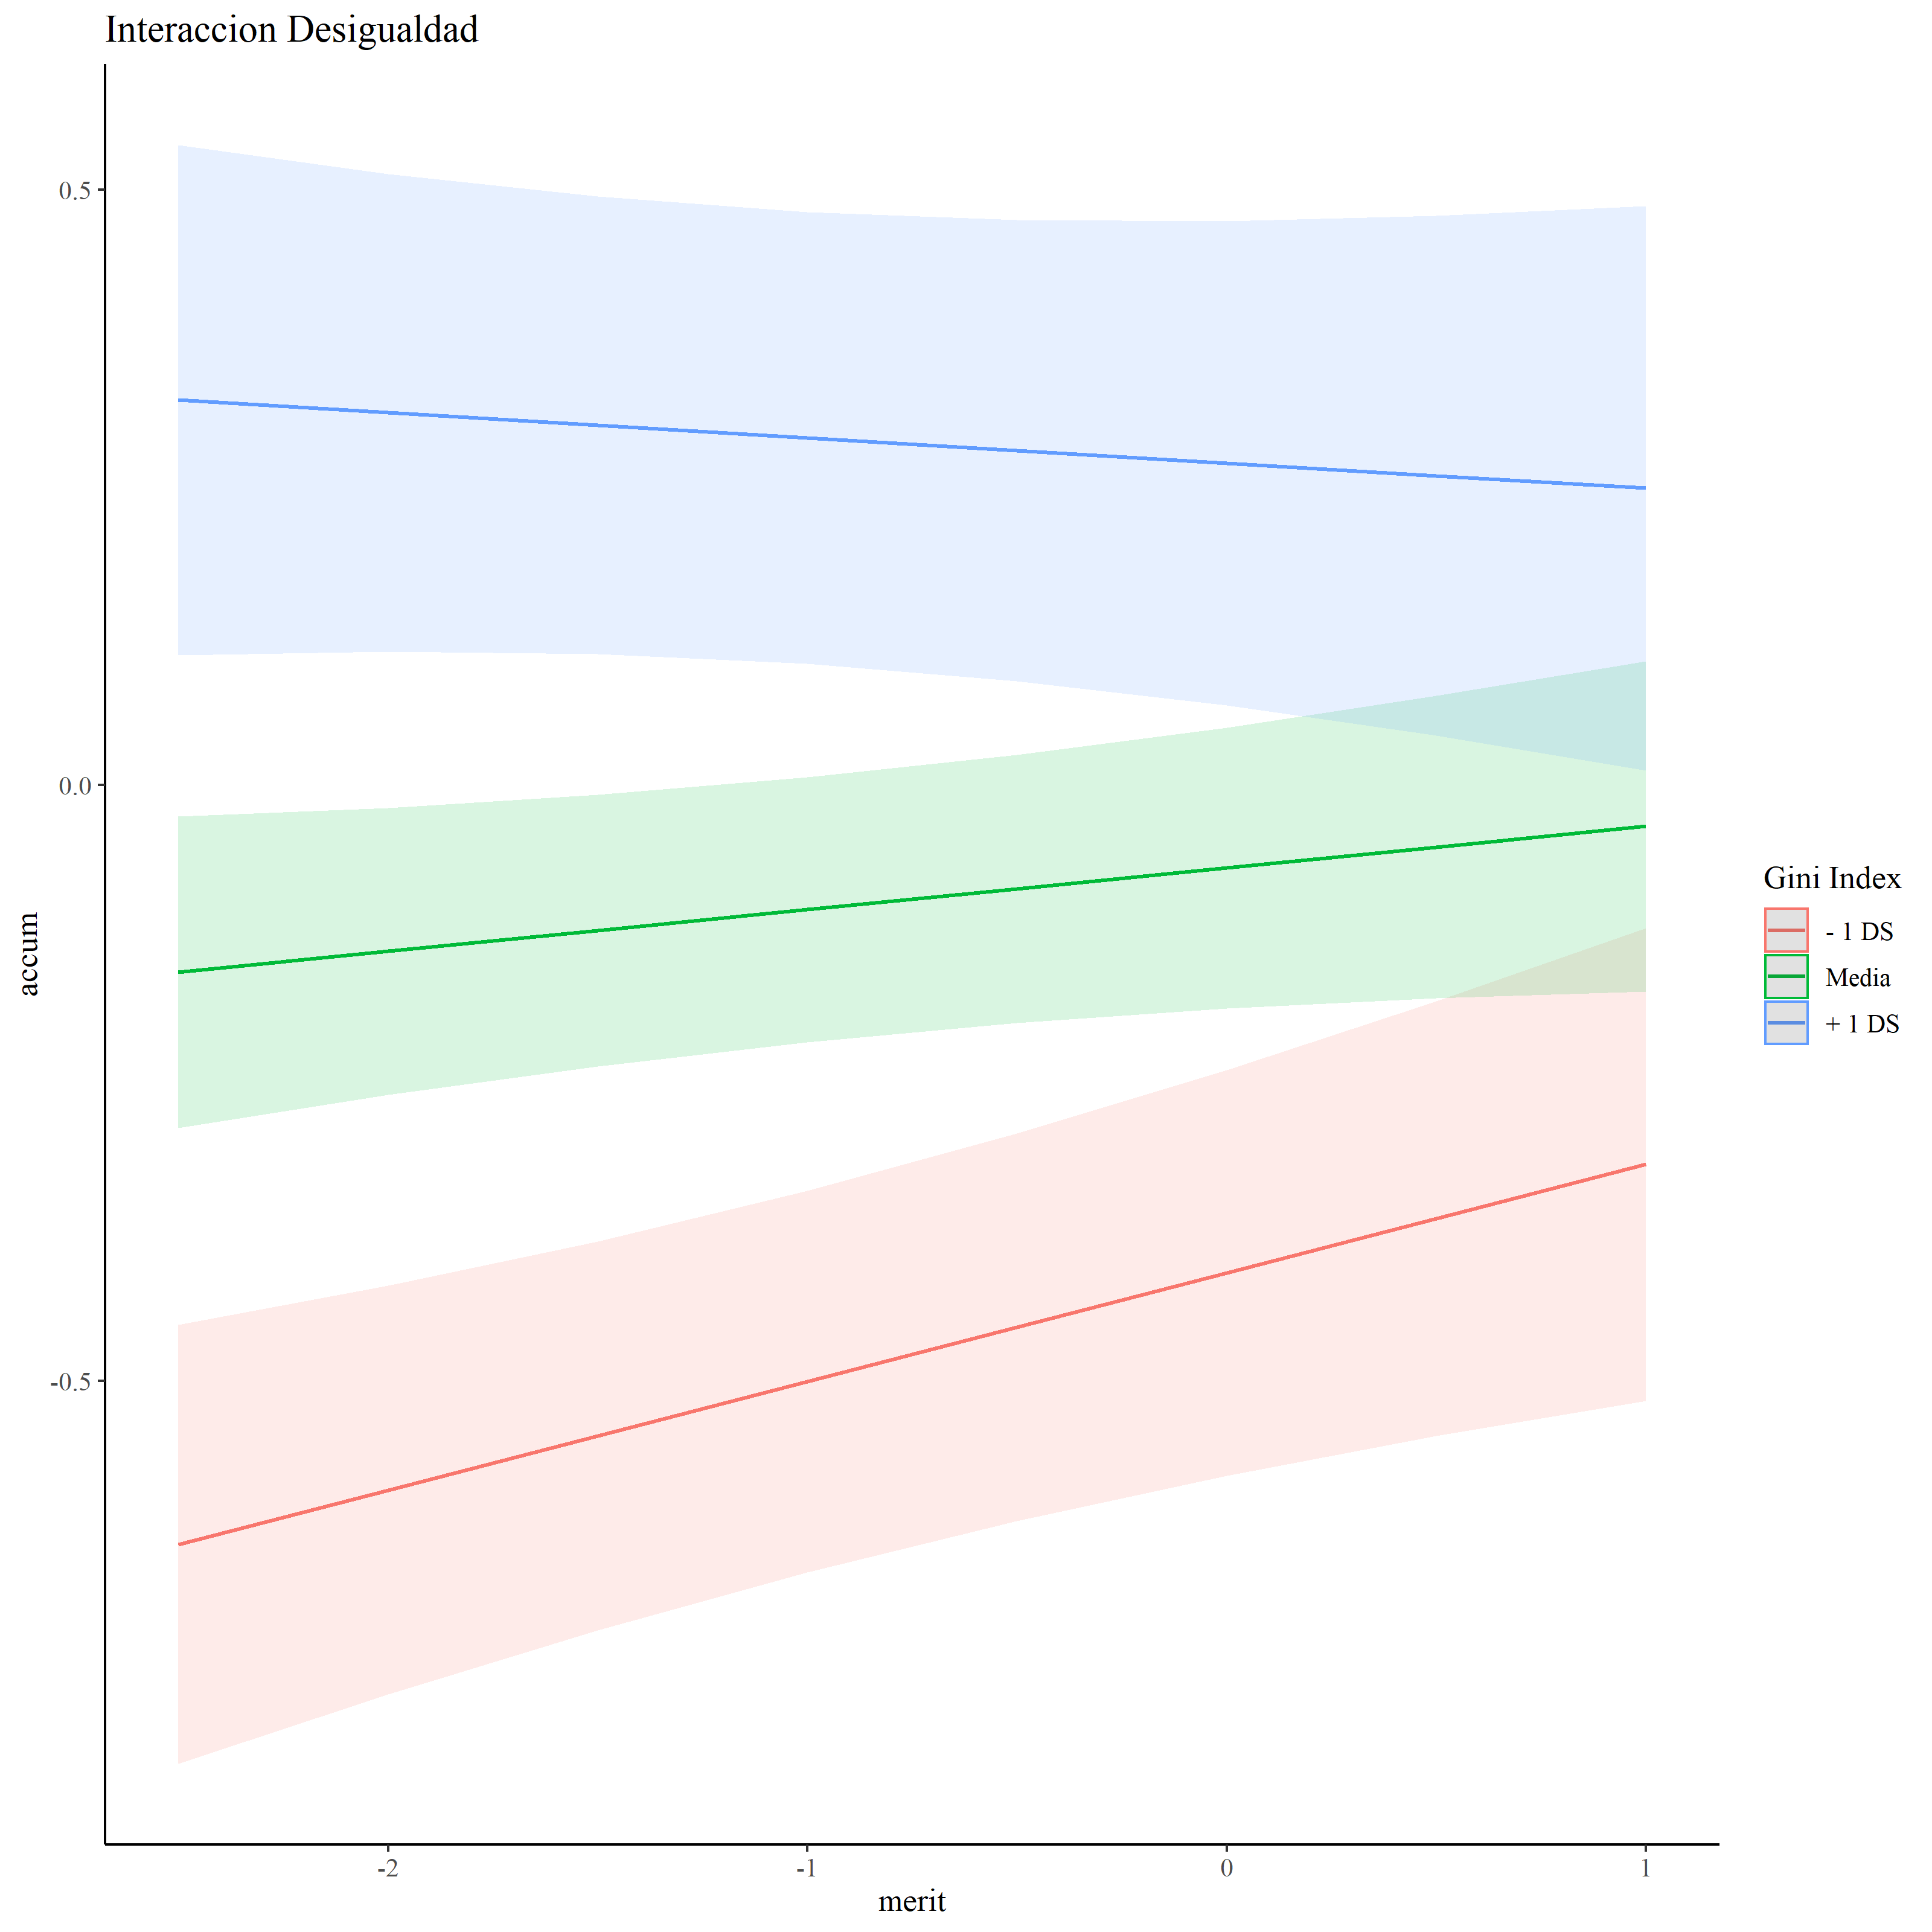 Interaccion Desigualdad
0.5
0.0
-0.5
accum
-2
-1
0
1
merit
Gini Index
- 1 DS
Media
+ 1 DS